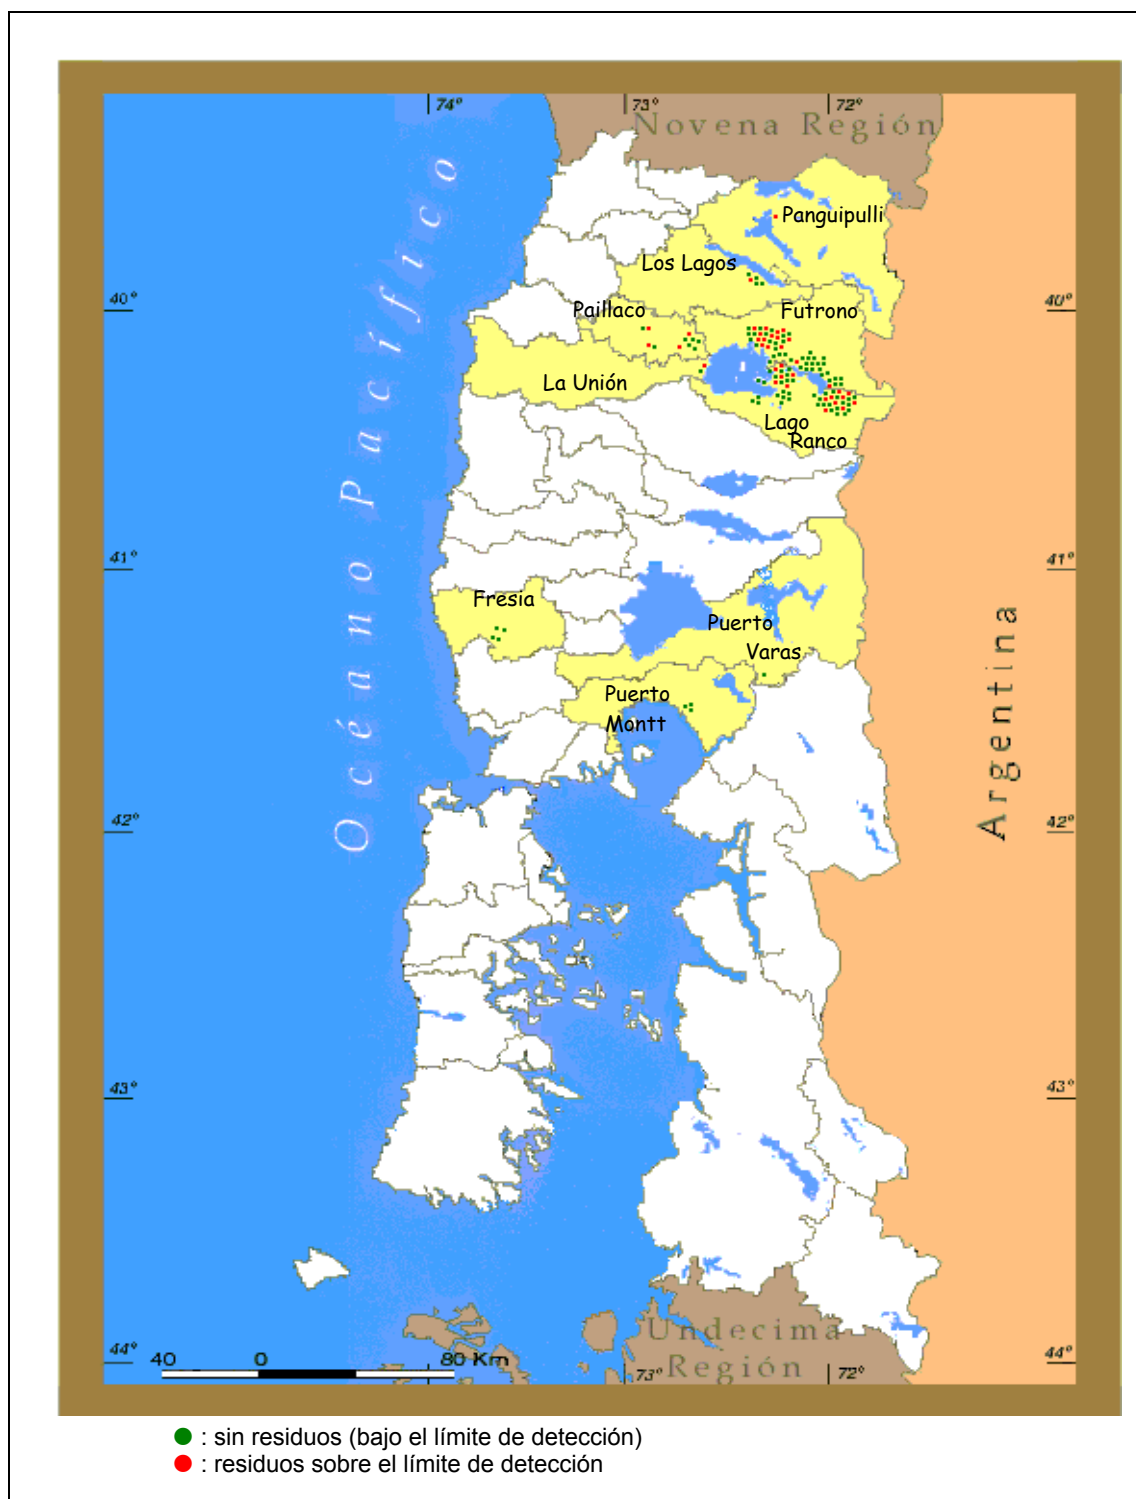 74°
73°
72°
Novena Región
Océano Pacífico
Panguipulli
Los Lagos
40°
Paillaco
Futrono
40°
La Unión
Lago
Ranco
41°
41°
Fresia
Puerto
Varas
Puerto
Montt
Argentina
42°
42°
43°
43°
Undecima
Región
44°
44°
40 0 80 Km
73°
72°
: sin residuos (bajo el límite de detección)
: residuos sobre el límite de detección